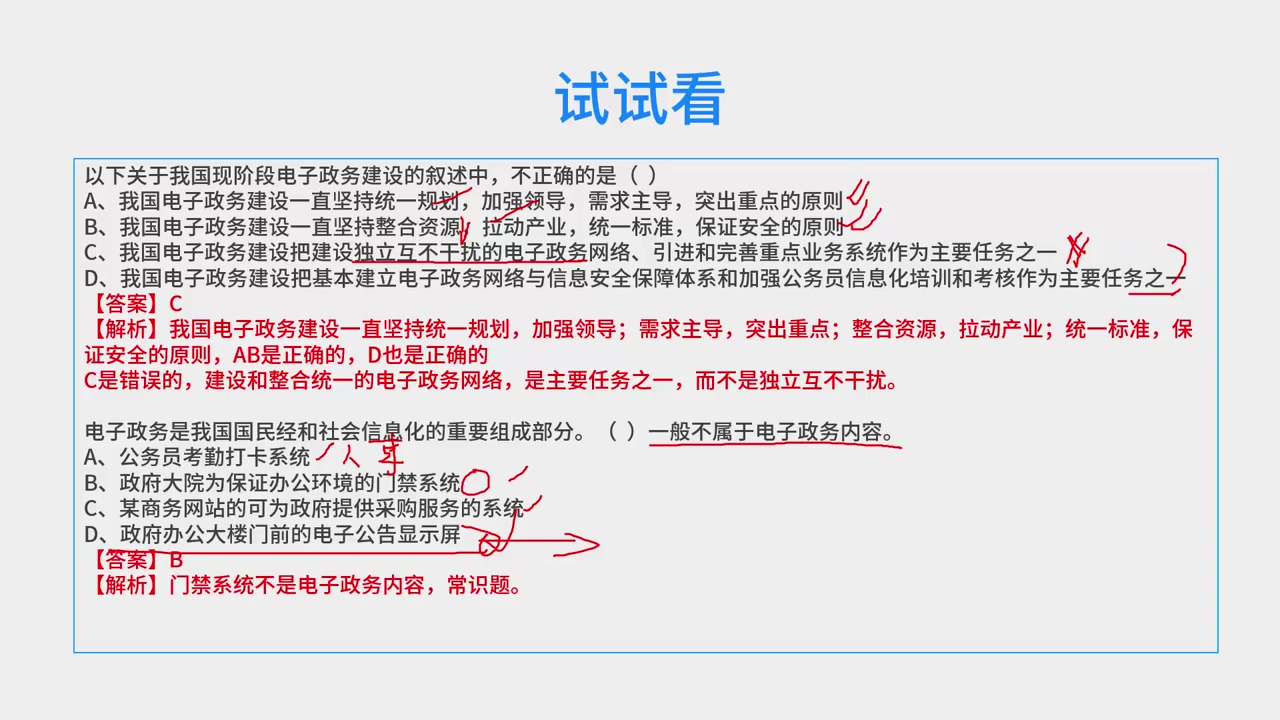 试试看
以下关于我国现阶段电子政务建设的叙述中，不正确的是（ ）
A、我国电子政务建设一直坚持统一规划，加强领导，需求主导，突出重点的原则
B、我国电子政务建设一直坚持整合资源，拉动产业，统一标准，保证安全的原则
C、我国电子政务建设把建设独立互不干扰的电子政务网络、引进和完善重点业务系统作为主要任务之一
D、我国电子政务建设把基本建立电子政务网络与信息安全保障体系和加强公务员信息化培训和考核作为主要任务之一
【答案】C
【解析】我国电子政务建设一直坚持统一规划，加强领导；需求主导，突出重点；整合资源，拉动产业；统一标准，保
证安全的原则，AB是正确的，D也是正确的
C是错误的，建设和整合统一的电子政务网络，是主要任务之一，而不是独立互不干扰。
电子政务是我国国民经和社会信息化的重要组成部分。（ ）一般不属于电子政务内容。
A、公务员考勤打卡系统 人事
B、政府大院为保证办公环境的门禁系统
C、某商务网站的可为政府提供采购服务的系统
D、政府办公大楼门前的电子公告显示屏
【答案】B
【解析】门禁系统不是电子政务内容，常识题。